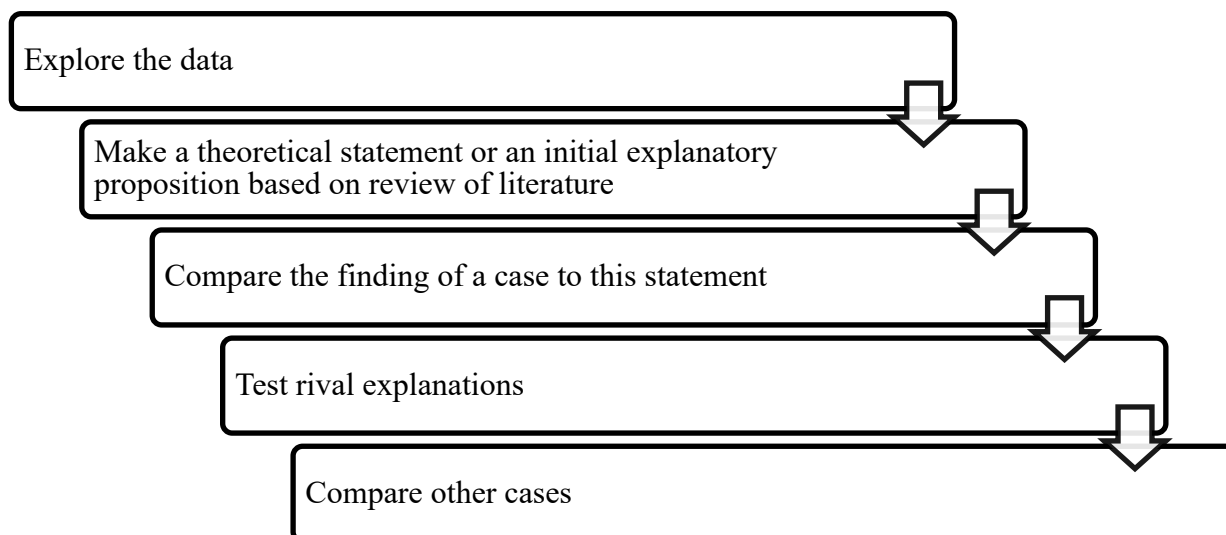 Explore the data
Make a theoretical statement or an initial explanatory
proposition based on review of literature
Compare the finding of a case to this statement
Test rival explanations
Compare other cases